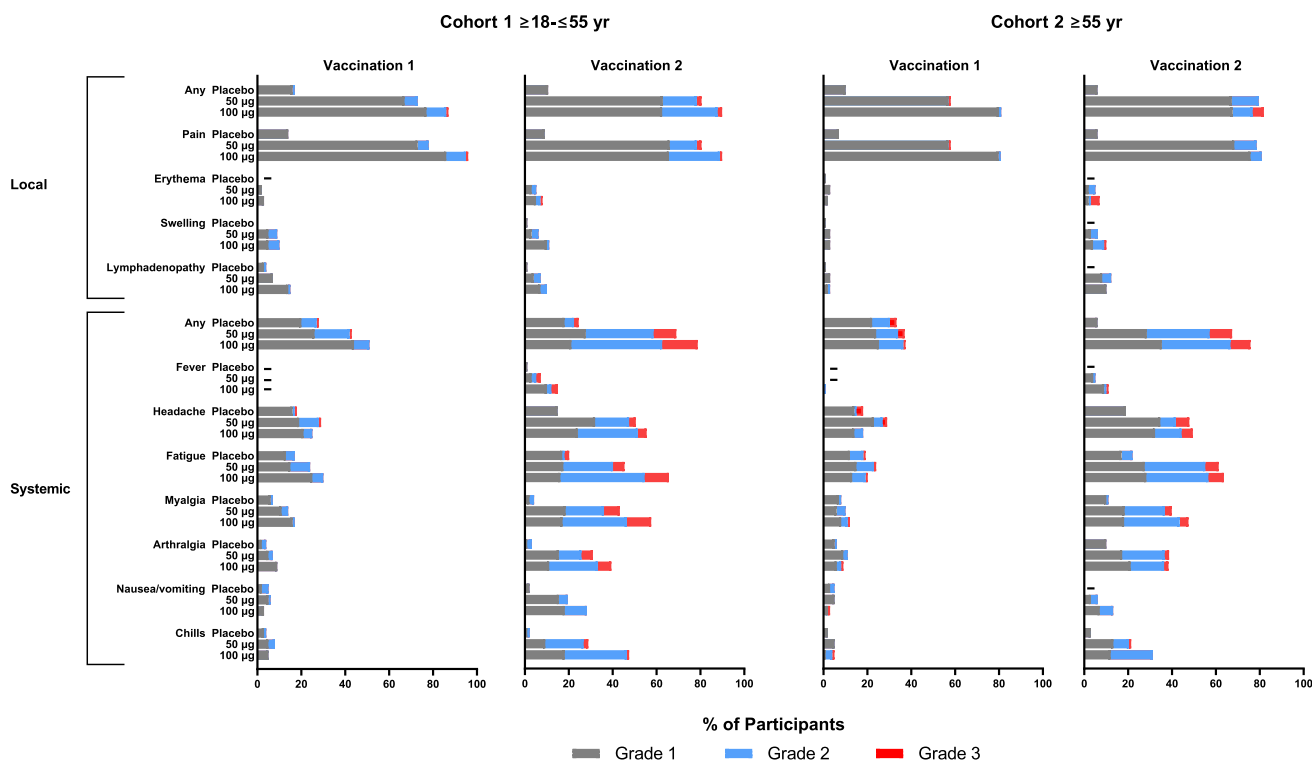 Cohort 1 ≥18-≤55 yr
Cohort 2 ≥55 yr
Vaccination 1
Vaccination 2
Vaccination 1
Vaccination 2
Local
Any Placebo
50 µg
100 µg
Pain Placebo
50 µg
100 µg
Erythema Placebo
50 µg
100 µg
Swelling Placebo
50 µg
100 µg
Lymphadenopathy Placebo
50 µg
100 µg
Systemic
Any Placebo
50 µg
100 µg
Fever Placebo
50 µg
100 µg
Headache Placebo
50 µg
100 µg
Fatigue Placebo
50 µg
100 µg
Myalgia Placebo
50 µg
100 µg
Arthralgia Placebo
50 µg
100 µg
Nausea/vomiting Placebo
50 µg
100 µg
Chills Placebo
50 µg
100 µg
0 20 40 60 80 100
0 20 40 60 80 100
0 20 40 60 80 100
0 20 40 60 80 100
% of Participants
Grade 1 Grade 2 Grade 3